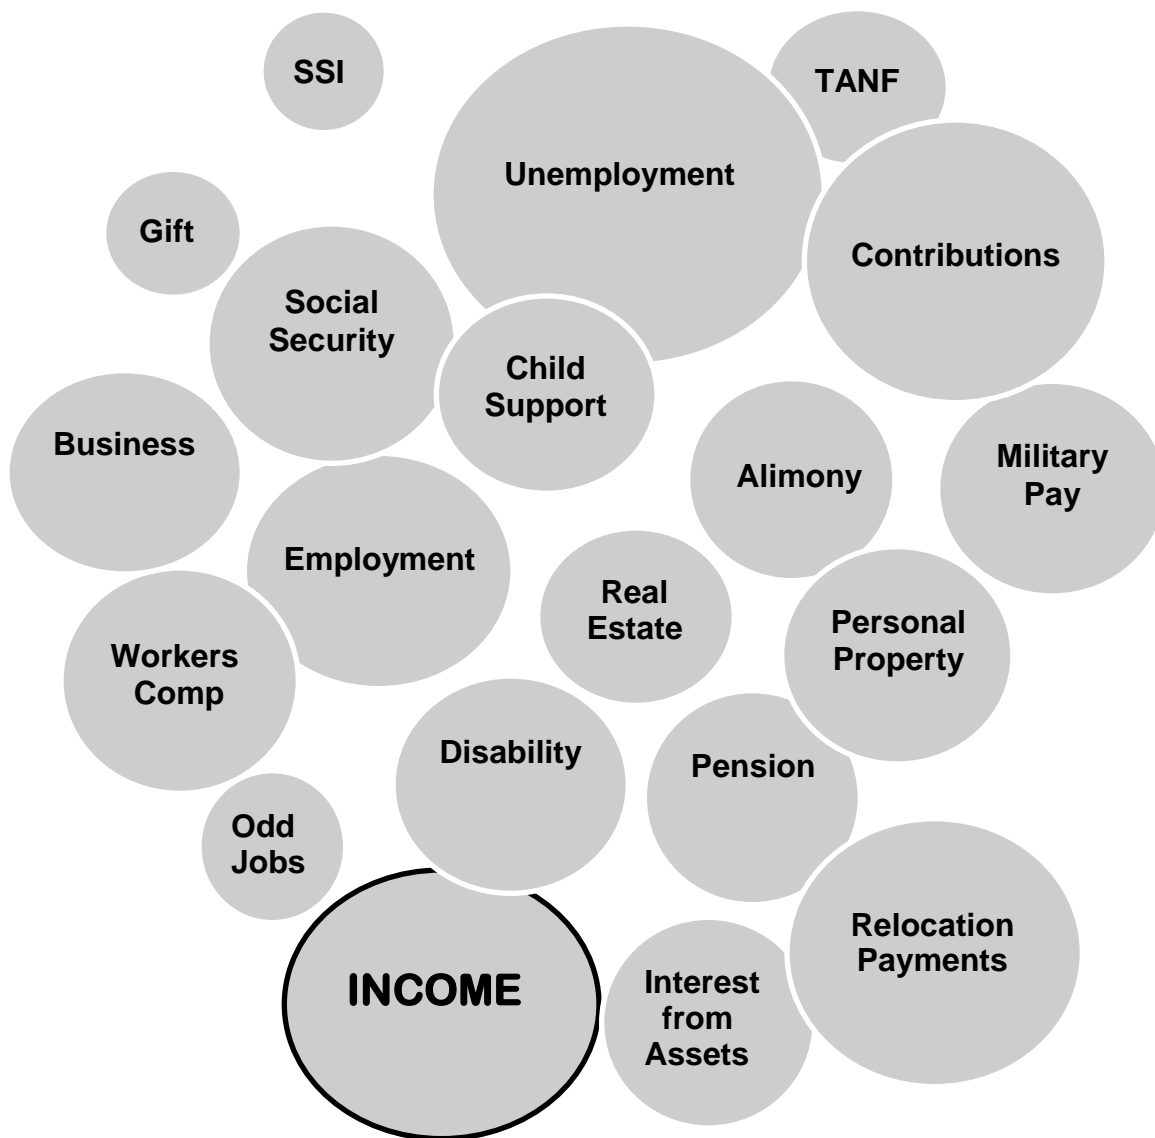 SSI
TANF
Unemployment
Gift
Contributions
Social
Security
Child
Support
Business
Alimony
Military
Pay
Employment
Real
Estate
Personal
Property
Workers
Comp
Disability
Pension
Odd
Jobs
Relocation
Payments
INCOME
Interest
from
Assets